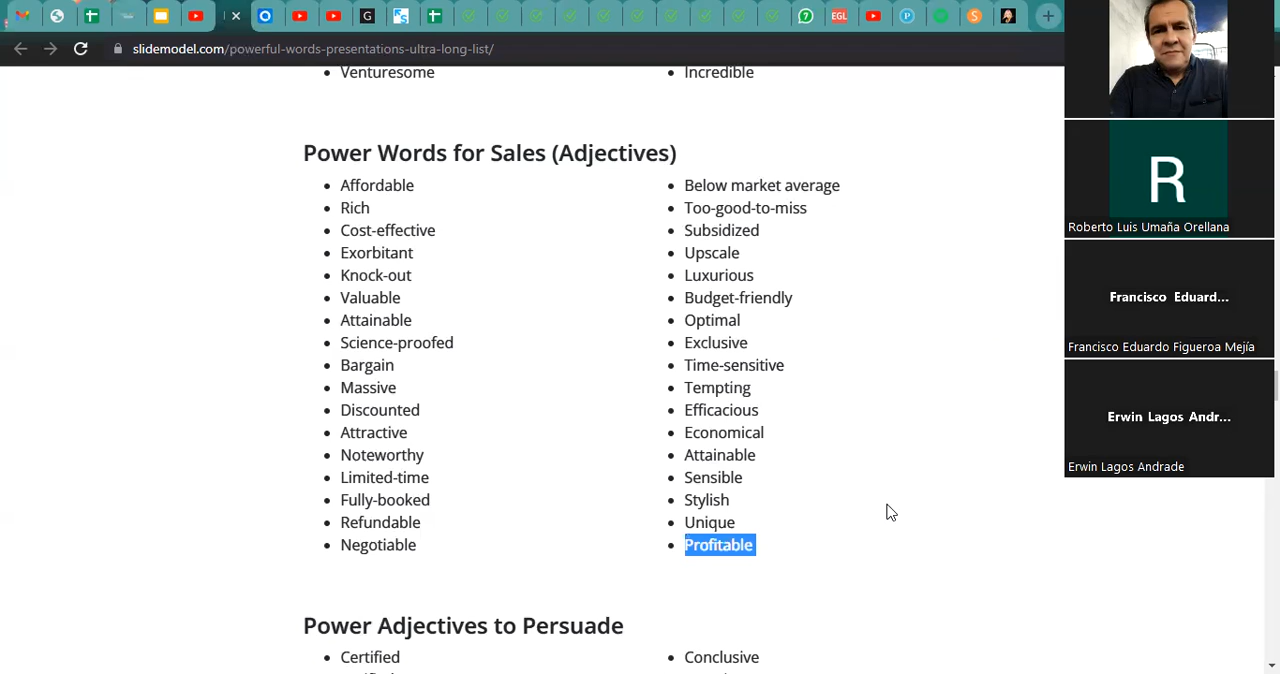 slidemodel.com/powerful-words-presentations-ultra-long-list/
EGL
Venturesome
Incredible
Power Words for Sales (Adjectives)
Affordable
Rich
Cost-effective
Exorbitant
Knock-out
Valuable
Attainable
Science-proofed
Bargain
Massive
Discounted
Attractive
Noteworthy
Limited-time
Fully-booked
Refundable
Negotiable
Below market average
Too-good-to-miss
Subsidized
Upscale
Luxurious
Budget-friendly
Optimal
Exclusive
Time-sensitive
Tempting
Efficacious
Economical
Attainable
Sensible
Stylish
Unique
Profitable
Power Adjectives to Persuade
Certified
Conclusive
R
Roberto Luis Umaña Orellana
Francisco Eduard...
Francisco Eduardo Figueroa Mejía
Erwin Lagos Andr...
Erwin Lagos Andrade